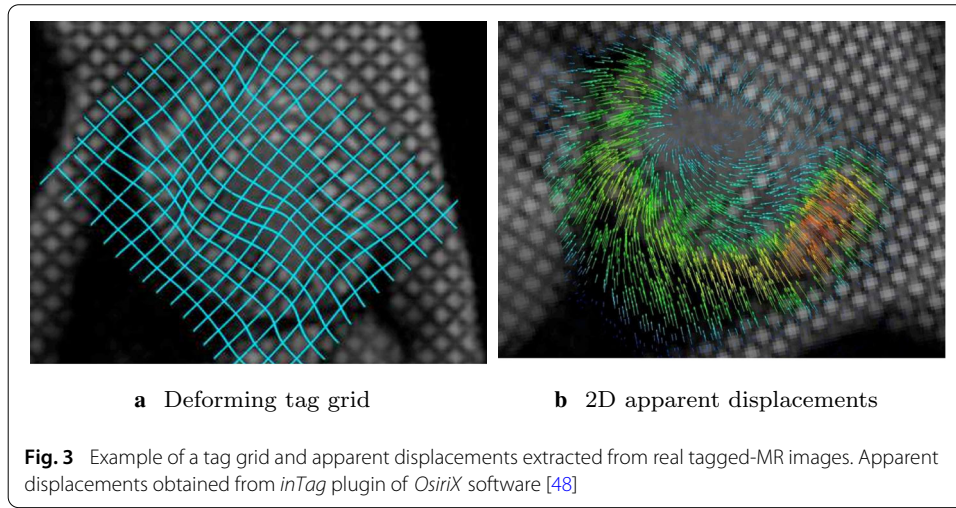 a Deforming tag grid
b 2D apparent displacements
Fig. 3 Example of a tag grid and apparent displacements extracted from real tagged-MR images. Apparent
displacements obtained from inTag plugin of OsiriX software [48]